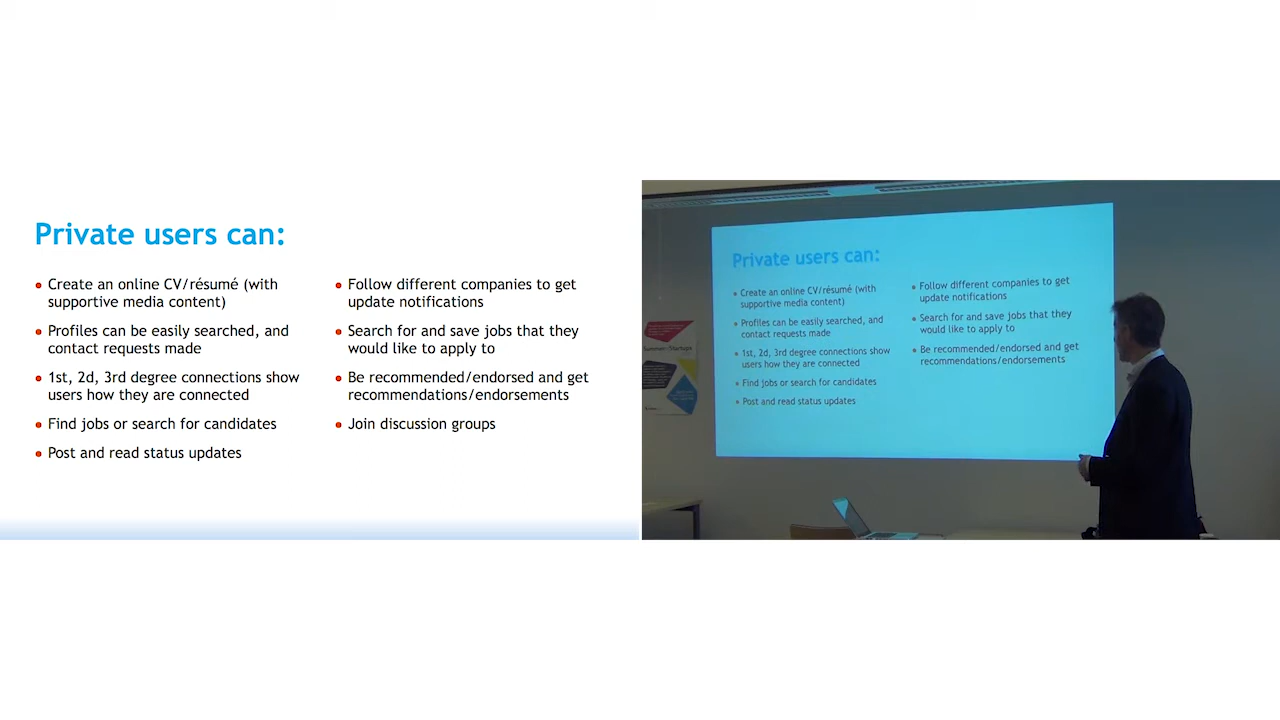 Private users can:
Create an online CV/résumé (with
supportive media content)
Profiles can be easily searched, and
contact requests made
1st, 2d, 3rd degree connections show
users how they are connected
Find jobs or search for candidates
Post and read status updates
Follow different companies to get
update notifications
Search for and save jobs that they
would like to apply to
Be recommended/endorsed and get
recommendations/endorsements
Join discussion groups
Private users can:
Create an online CV/résumé (with
supportive media content)
Profiles can be easily searched, and
contact requests made
1st, 2d, 3rd degree connections show
users how they are connected
Find jobs or search for candidates
Post and read status updates
Follow different companies to get
update notifications
Search for and save jobs that they
would like to apply to
Be recommended/endorsed and get
recommendations/endorsements
Summer of Startups